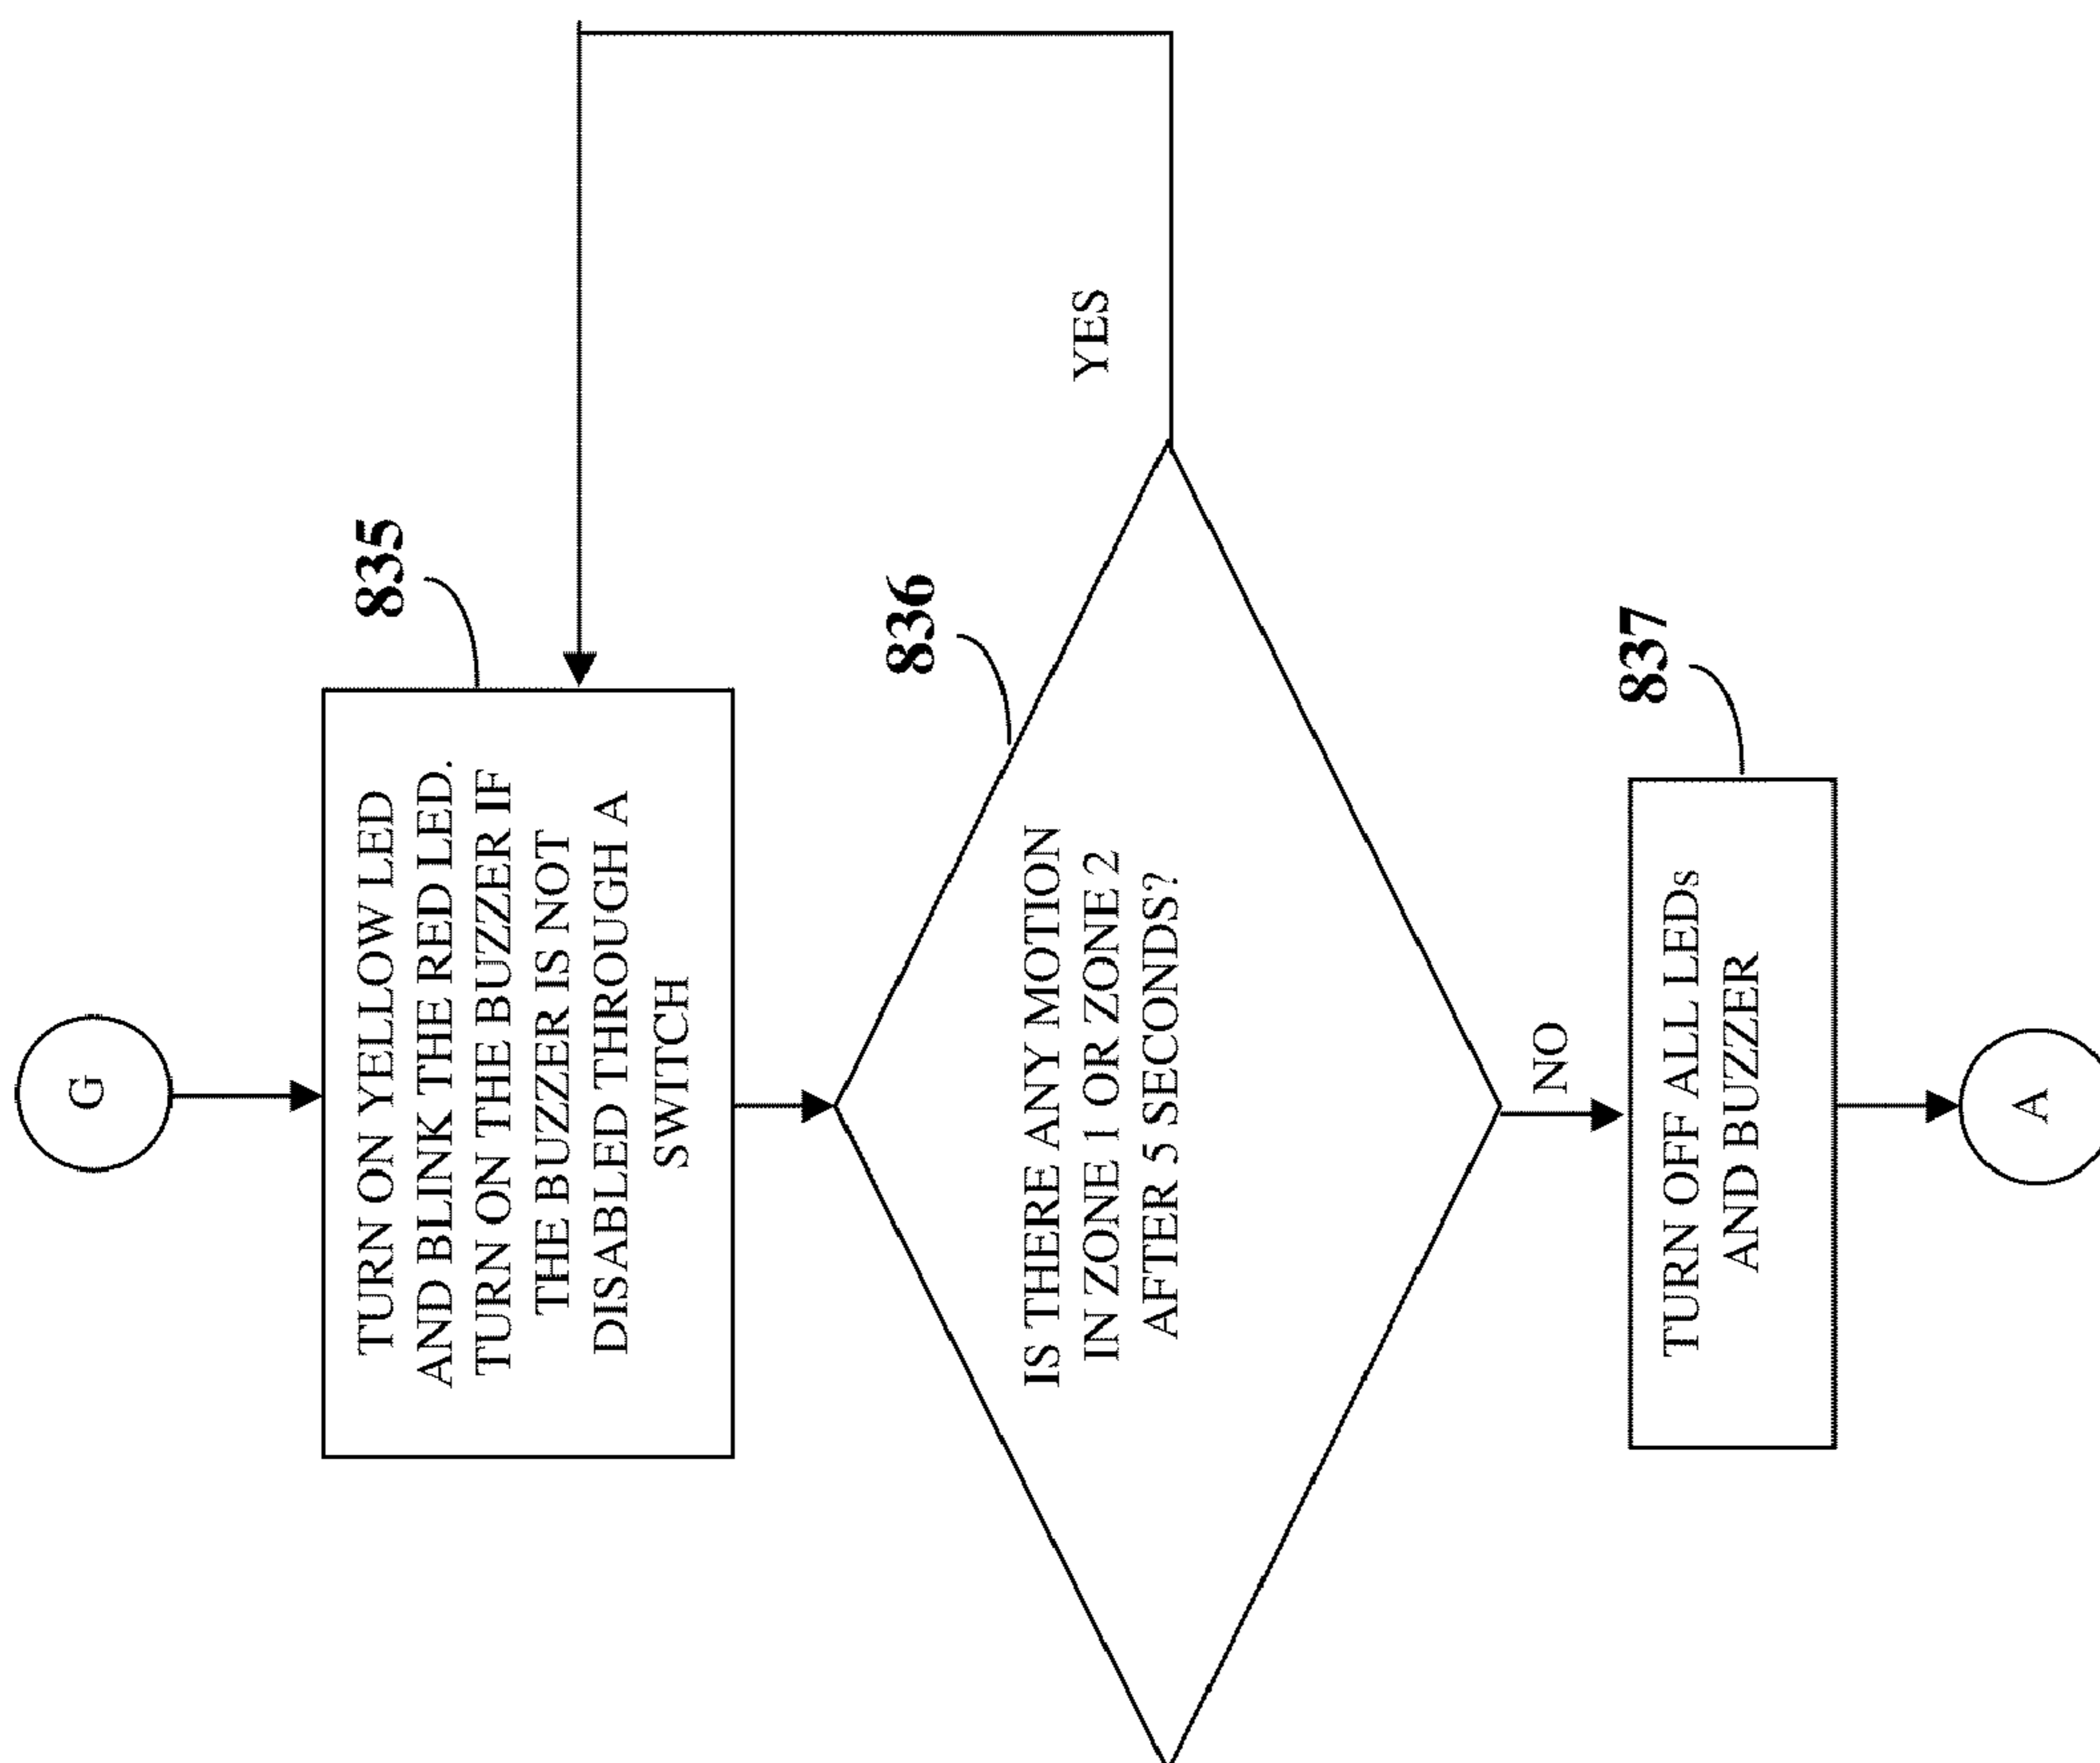 G
835
TURN ON YELLOW LED
AND BLINK THE RED LED.
TURN ON THE BUZZER IF
THE BUZZER IS NOT
DISABLED THROUGH A
SWITCH
836
IS THERE ANY MOTION
IN ZONE 1 OR ZONE 2
AFTER 5 SECONDS?
YES
NO
837
TURN OFF ALL LEDs
AND BUZZER
A